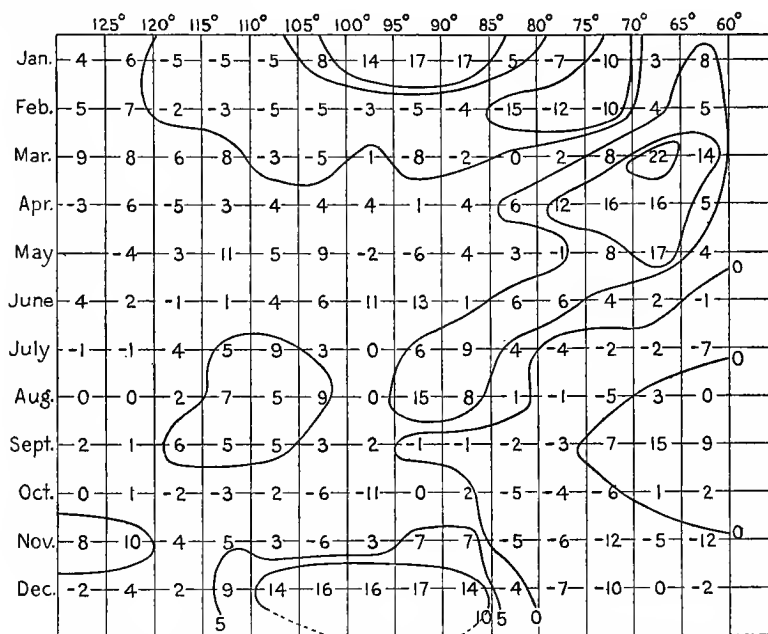 125° 120° 115° 110° 105° 100° 95° 90° 85° 80° 75° 70° 65° 60°
Jan. 4 6 -5 -5 -5 8 14 17 17 5 -7 -10 3 8
Feb. 5 7 -2 -3 -5 -5 -3 -5 -4 -15 -12 -10 4 5
Mar. 9 8 6 8 -3 -5 1 -8 -2 0 2 8 22 14
Apr. -3 6 -5 3 4 4 4 1 4 6 12 16 16 5
May -4 3 11 5 9 -2 -6 4 3 -1 8 17 4
0
June 4 2 -1 1 4 6 11 13 1 6 6 4 2 -1
July -1 -1 4 5 9 3 0 6 9 4 -4 -2 -2 -7 0
Aug. 0 0 2 7 5 9 0 15 8 1 -1 -5 3 0
Sept. 2 1 6 5 5 3 2 -1 -1 -2 -3 -7 15 9
Oct. 0 1 -2 -3 2 -6 -11 0 2 -5 -4 -6 1 2
Nov. 8 10 4 5 3 -6 3 7 7 -5 -6 -12 -5 -12 0
Dec. -2 4 2 9 14 16 16 17 14 4 -7 -10 0 -2
5 10 5 0